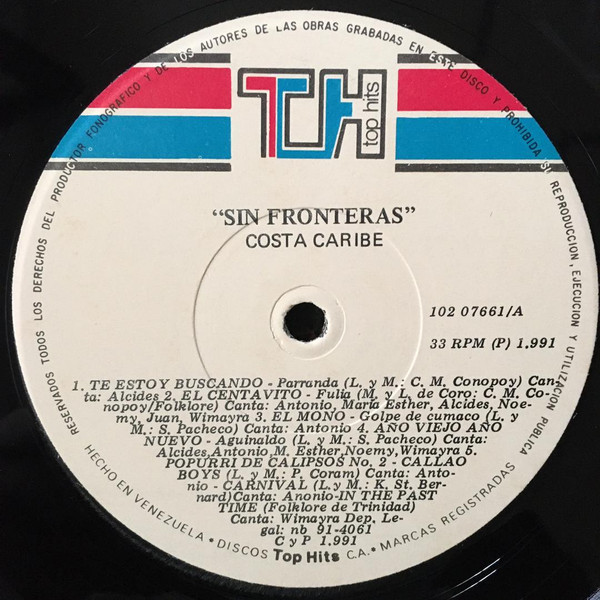 RESERVADOS TODOS LOS DERECHOS DEL PRODUCTOR FONOGRAFICO Y DE LOS AUTORES DE LAS OBRAS GRABADAS EN ESTE DISCO Y PROHIBIDA SU REPRODUCCION, EJECUCION Y UTILIZACION PUBLICA
TH
top hits
“SIN FRONTERAS”
COSTA CARIBE
102 07661/A
33 RPM (P) 1.991
1. TE ESTOY BUSCANDO - Parranda (L. y M.: C. M. Conopoy) Can-
ta: Alcides 2. EL CENTAVITO - Fulía (M. y L. de Coro: C. M. Co-
nopoy/Folklore) Canta: Antonio, María Esther, Alcides, Noe-
my, Juan, Wimayra 3. EL MONO - Golpe de cumaco (L. y
M.: S. Pacheco) Canta: Antonio 4. AÑO VIEJO AÑO
NUEVO - Aguinaldo (L. y M.: S. Pacheco) Canta:
Alcides, Antonio M. Esther, Noemy, Wimayra 5.
POPURRI DE CALIPSOS No. 2 - CALLAO
BOYS (L. y M.: P. Coram) Canta: Anto-
nio - CARNIVAL (L. y M.: K. St. Ber-
nard) Canta: Anonio-IN THE PAST
TIME (Folklore de Trinidad)
Canta: Wimayra Dep. Le-
gal: nb 91-4061
C y P 1.991
HECHO EN VENEZUELA • DISCOS Top Hits C.A. • MARCAS REGISTRADAS